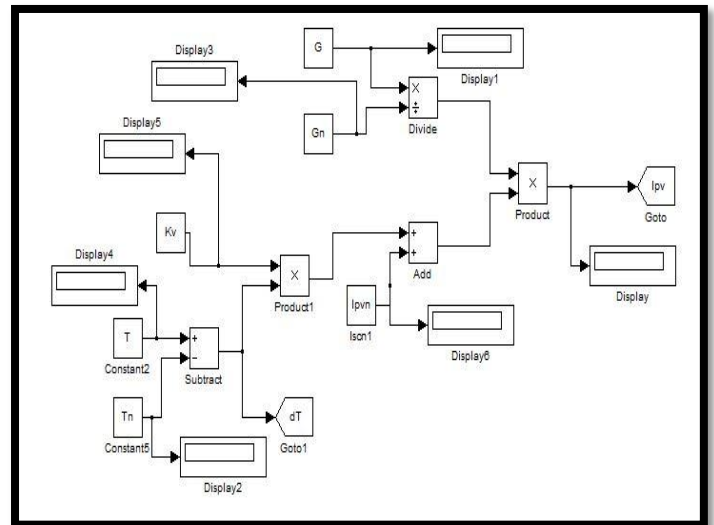 G
Display3
Display1
X
÷
Divide
Gn
Display5
X
Product
Ipv
Goto
Kv
+
+
Add
Display4
X
Product1
Display
Ipvn
Ison1
Display6
T
Constant2
+
−
Subtract
Tn
Constant5
dT
Goto1
Display2